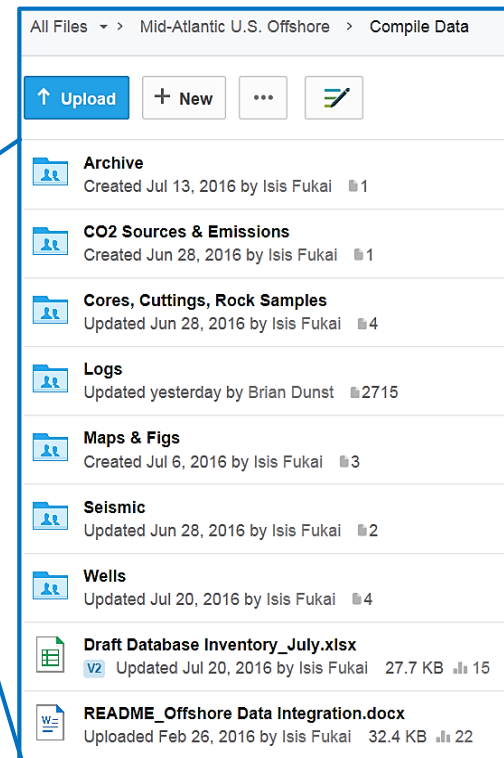 All Files > Mid-Atlantic U.S. Offshore > Compile Data
Upload + New ...
Archive
Created Jul 13, 2016 by Isis Fukai 1
CO2 Sources & Emissions
Created Jun 28, 2016 by Isis Fukai 1
Cores, Cuttings, Rock Samples
Updated Jun 28, 2016 by Isis Fukai 4
Logs
Updated yesterday by Brian Dunst 2715
Maps & Figs
Created Jul 6, 2016 by Isis Fukai 3
Seismic
Updated Jun 28, 2016 by Isis Fukai 2
Wells
Updated Jul 20, 2016 by Isis Fukai 4
Draft Database Inventory_July.xlsx
V2 Updated Jul 20, 2016 by Isis Fukai 27.7 KB 15
README_Offshore Data Integration.docx
Uploaded Feb 26, 2016 by Isis Fukai 32.4 KB 22